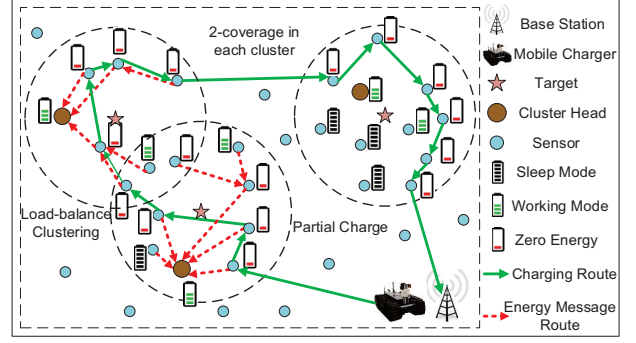 2-coverage in
each cluster
Load-balance
Clustering
Partial Charge
Base Station
Mobile Charger
Target
Cluster Head
Sensor
Sleep Mode
Working Mode
Zero Energy
Charging Route
Energy Message
Route